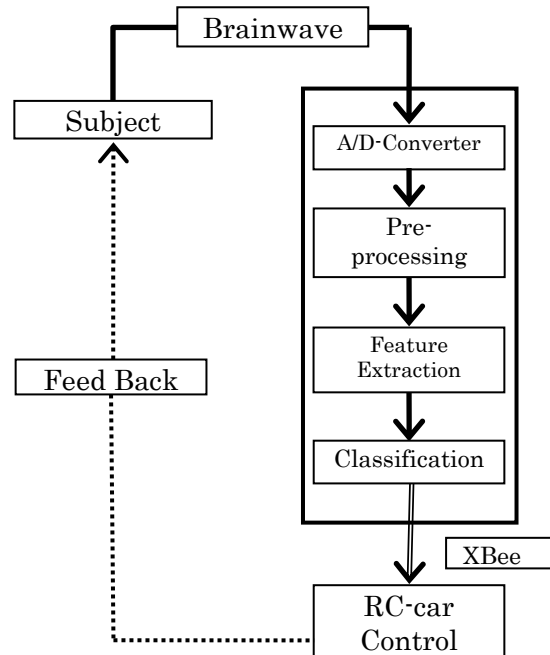 Brainwave
Subject
A/D-Converter
Pre-
processing
Feature
Extraction
Feed Back
Classification
XBee
RC-car
Control